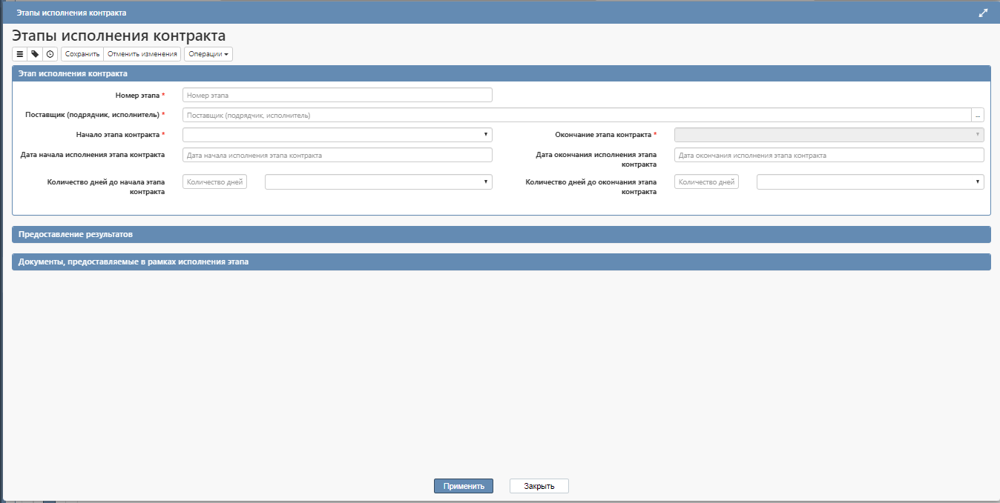 Этапы исполнения контракта
Этапы исполнения контракта
Сохранить Отменить изменения Операции
Этап исполнения контракта
Номер этапа * Номер этапа
Поставщик (подрядчик, исполнитель) * Поставщик (подрядчик, исполнитель) ...
Начало этапа контракта * Окончание этапа контракта *
Дата начала исполнения этапа контракта Дата начала исполнения этапа контракта Дата окончания исполнения этапа Дата окончания исполнения этапа контракта
контракта
Количество дней до начала этапа Количество дней Количество дней до окончания этапа Количество дней
контракта контракта
Предоставление результатов
Документы, предоставляемые в рамках исполнения этапа
Применить Закрыть